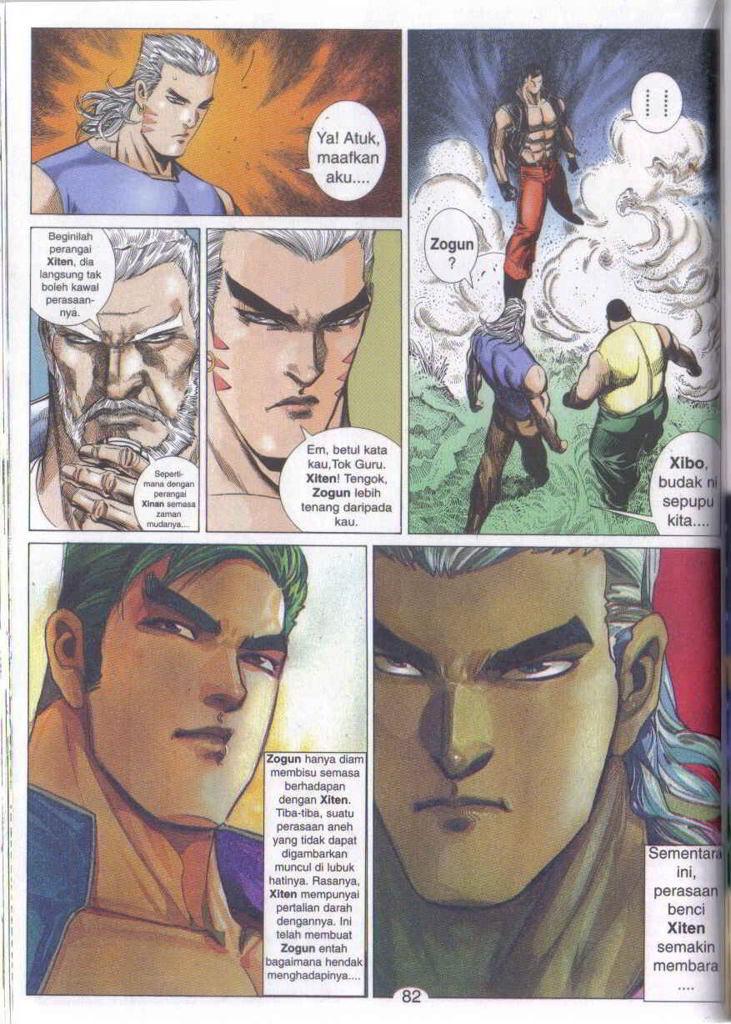 Ya! Atuk,
maafkan
aku....
! !
Zogun
?
Xibo,
budak ni
sepupu
kita....
Beginilah
perangai
Xiten, dia
langsung tak
boleh kawal
perasaan-
nya.
Seperti-
mana dengan
perangai
Xinan semasa
zaman
mudanya....
Em, betul kata
kau,Tok Guru.
Xiten! Tengok,
Zogun lebih
tenang daripada
kau.
Zogun hanya diam
membisu semasa
berhadapan
dengan Xiten.
Tiba-tiba, suatu
perasaan aneh
yang tidak dapat
digambarkan
muncul di lubuk
hatinya. Rasanya,
Xiten mempunyai
pertalian darah
dengannya. Ini
telah membuat
Zogun entah
bagaimana hendak
menghadapinya....
Sementara
ini,
perasaan
benci
Xiten
semakin
membara
....
82